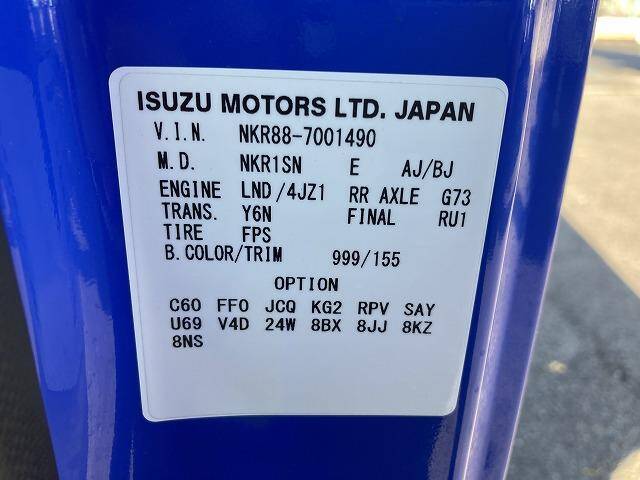 ISUZU MOTORS LTD. JAPAN
V.I.N. NKR88-7001490
M.D. NKR1SN E AJ/BJ
ENGINE LND/4JZ1 RR AXLE G73
TRANS. Y6N FINAL RU1
TIRE FPS
B.COLOR/TRIM 999/155
OPTION
C60 FF0 JCQ KG2 RPV SAY
U69 V4D 24W 8BX 8JJ 8KZ
8NS